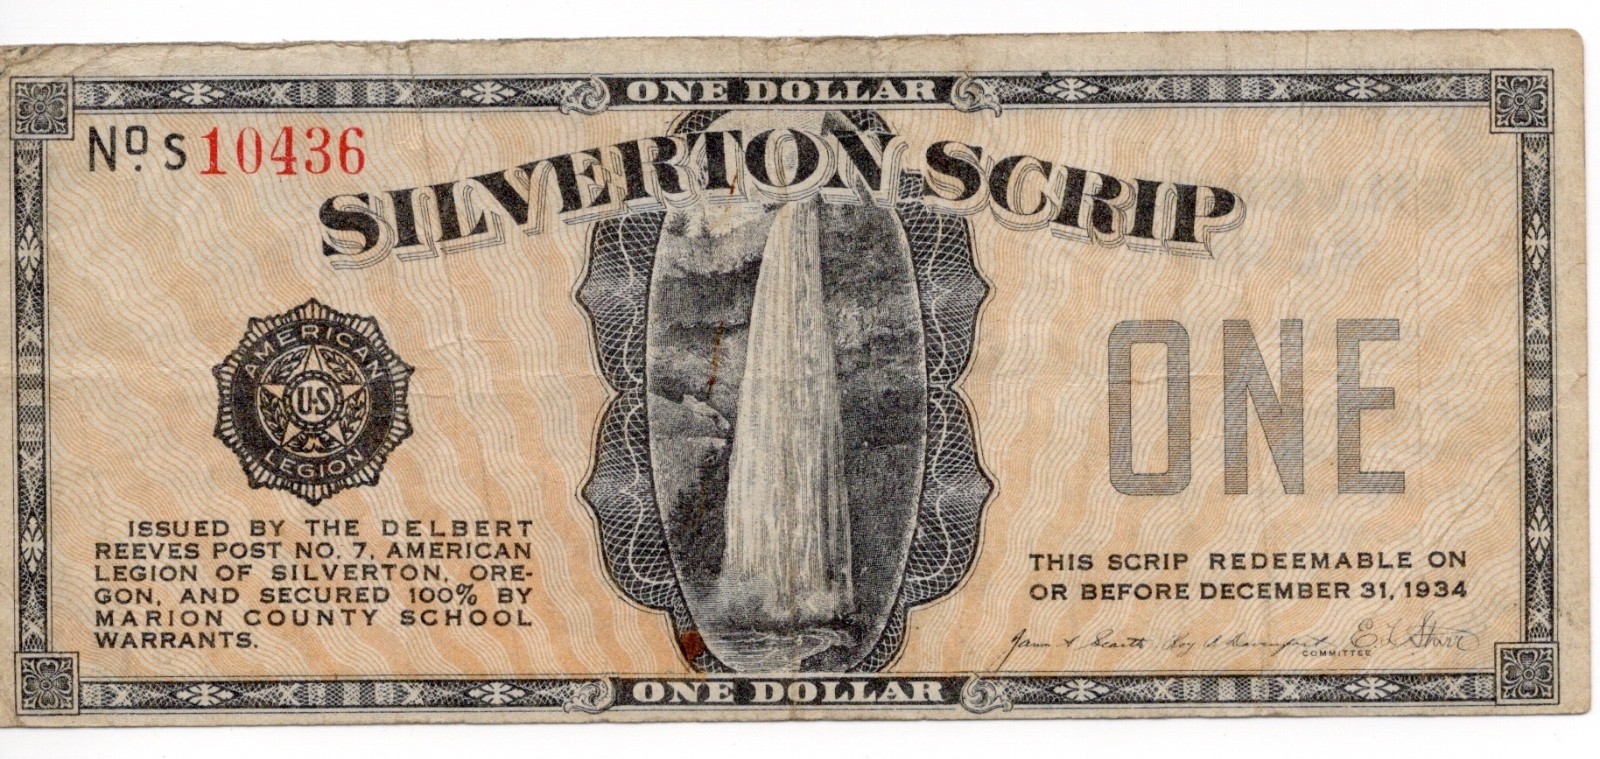 ONE DOLLAR
Nọ. S 10436
SILVERTON SCRIP
AMERICAN
U·S
LEGION
ONE
ISSUED BY THE DELBERT
REEVES POST NO. 7, AMERICAN
LEGION OF SILVERTON, ORE-
GON, AND SECURED 100% BY
MARION COUNTY SCHOOL
WARRANTS.
THIS SCRIP REDEEMABLE ON
OR BEFORE DECEMBER 31, 1934
COMMITTEE
ONE DOLLAR